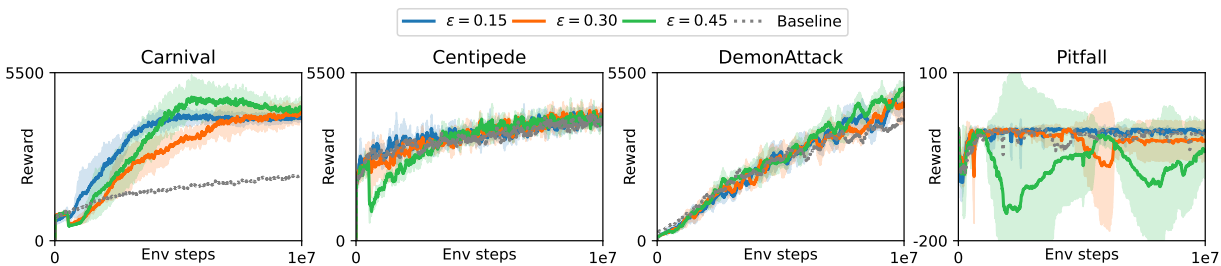 ε = 0.15 ε = 0.30 ε = 0.45 Baseline
Carnival
5500
Reward
0
0
Env steps
1e7
Centipede
5500
Reward
0
0
Env steps
1e7
DemonAttack
5500
Reward
0
0
Env steps
1e7
Pitfall
100
Reward
-200
0
Env steps
1e7